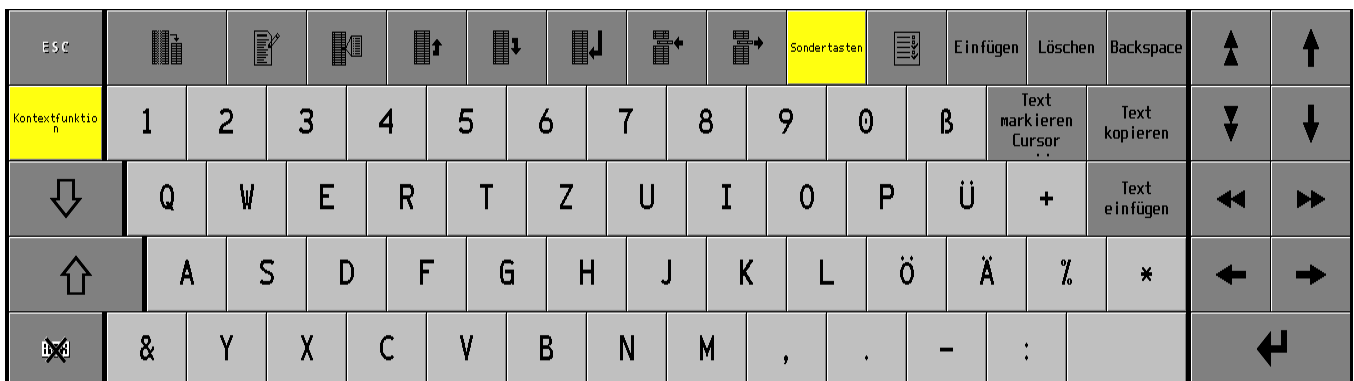 ESC Sondertasten Einfügen Löschen Backspace
Kontextfunktio
n
1 2 3 4 5 6 7 8 9 0 ß
Text
markieren
Cursor
Text
kopieren
Q W E R T Z U I O P Ü +
Text
einfügen
A S D F G H J K L Ö Ä % *
& Y X C V B N M , . - :